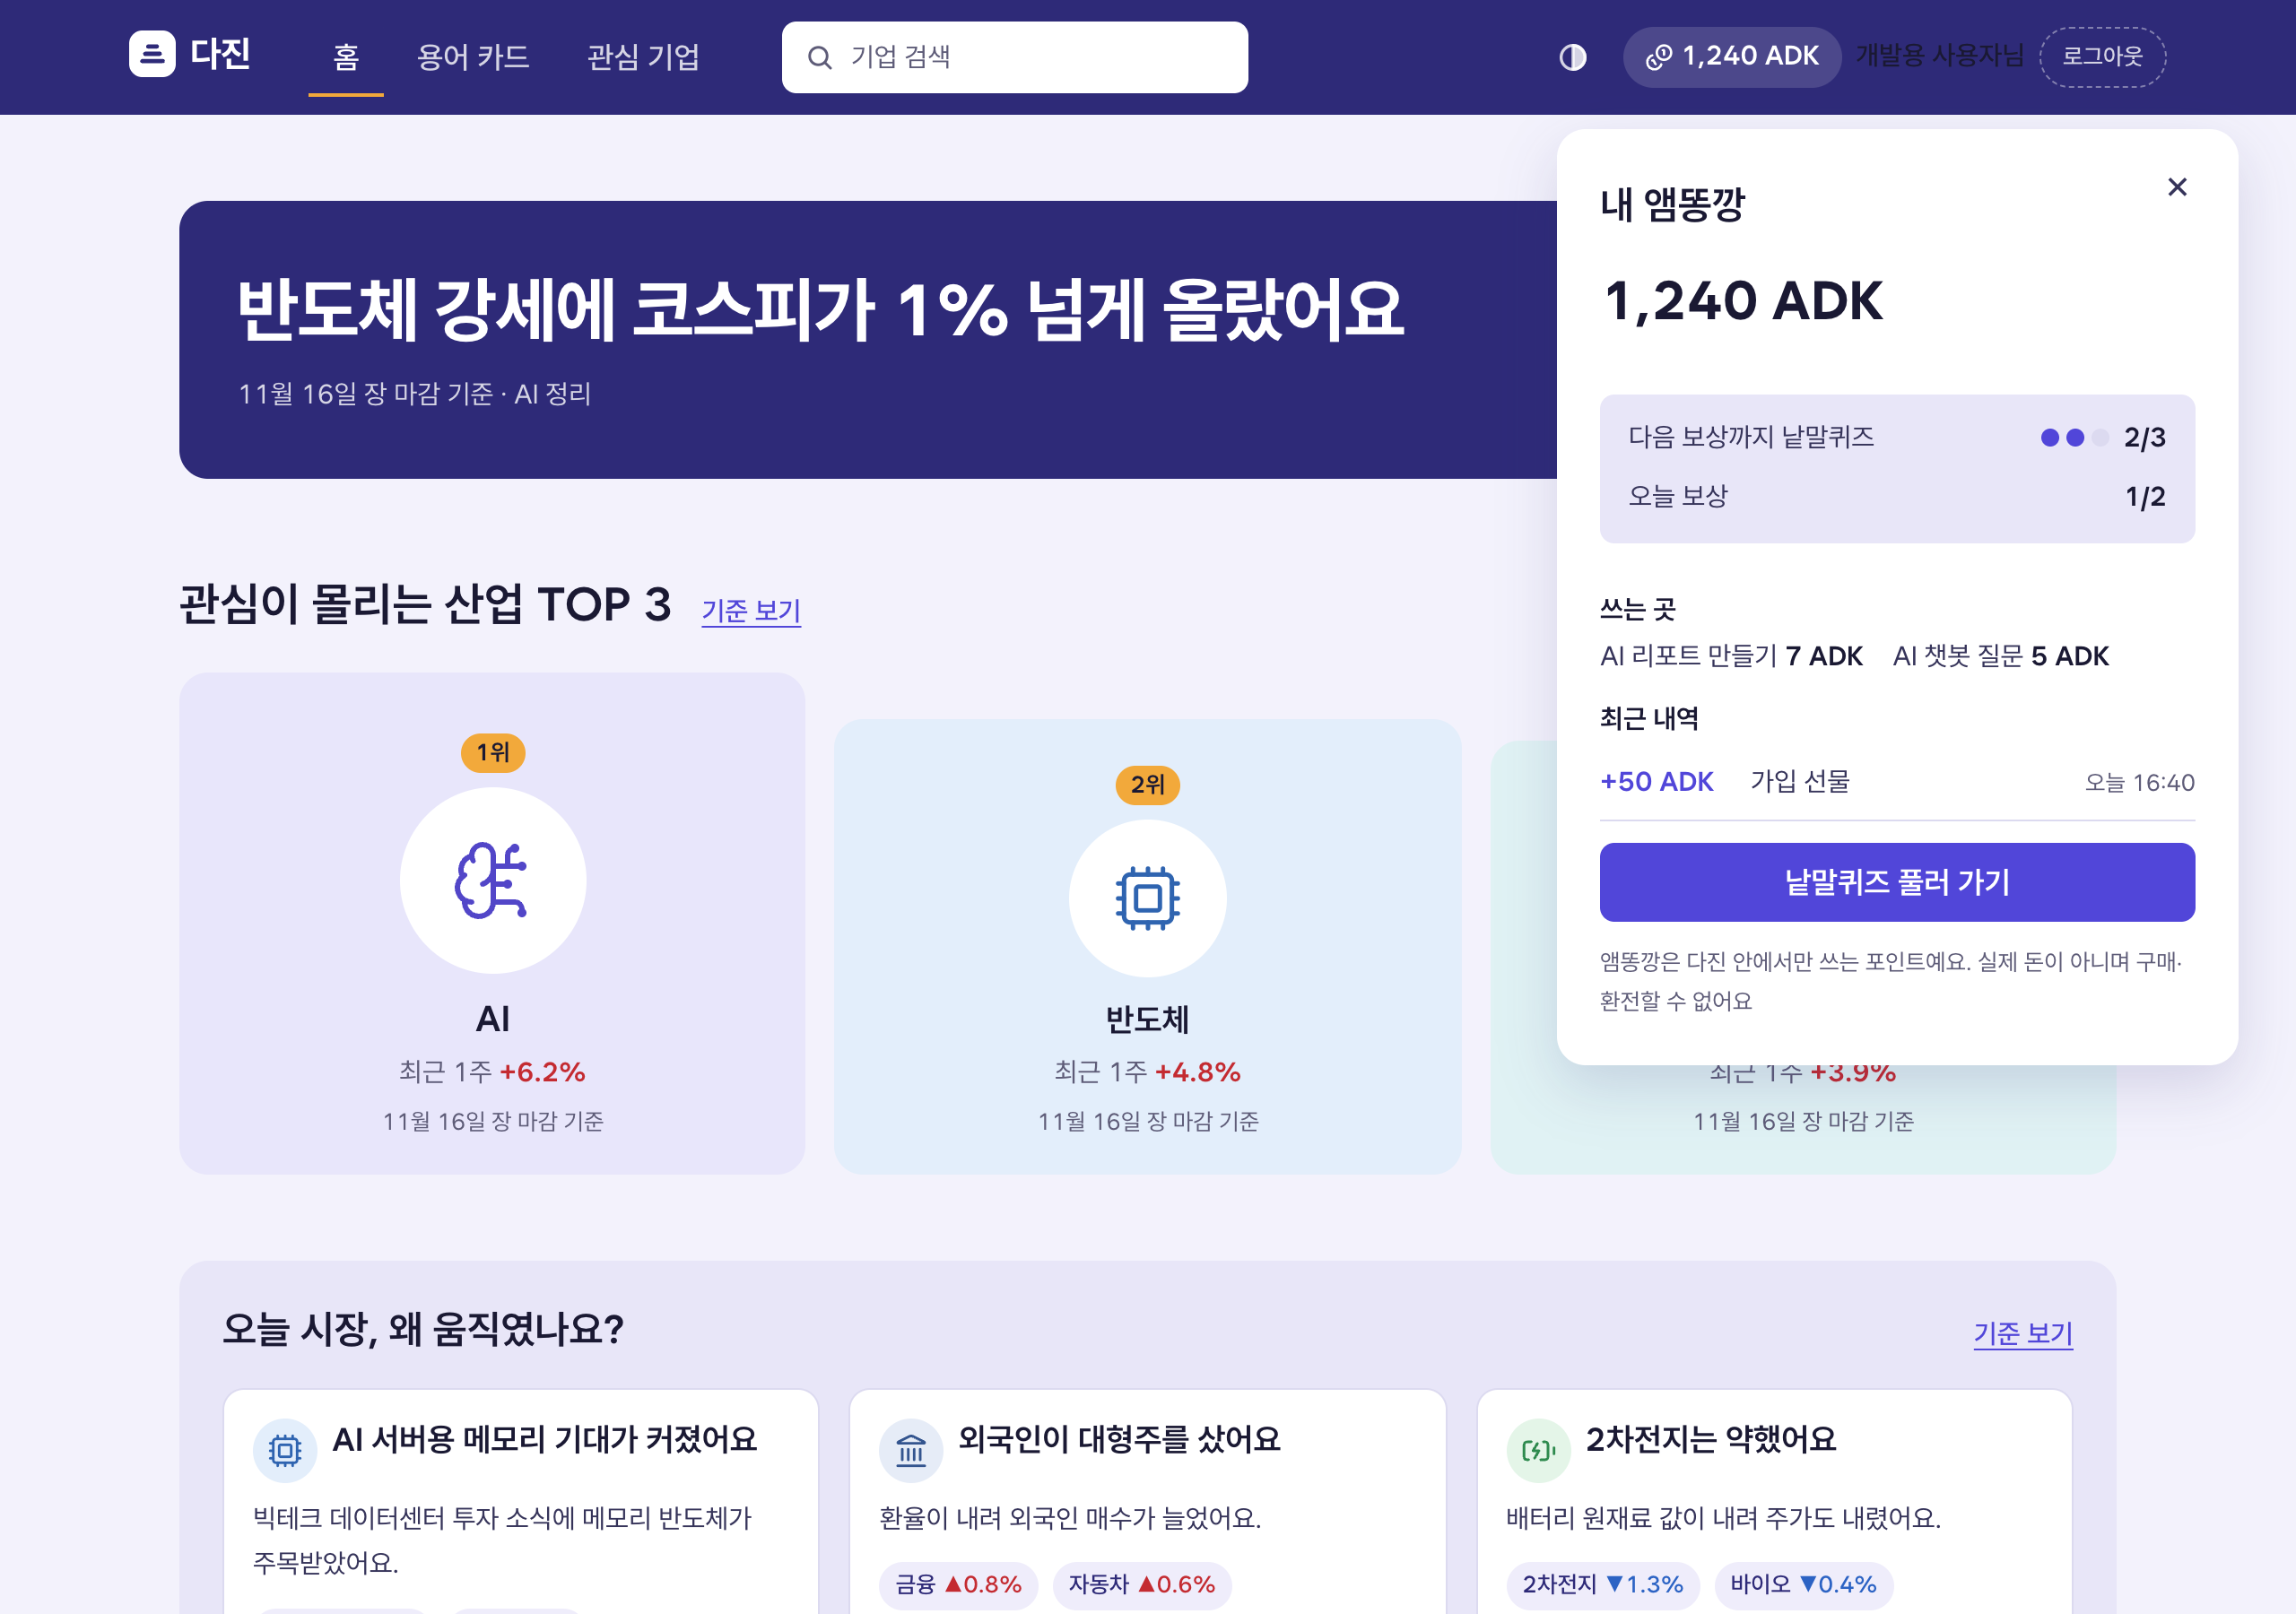 다진
홈
용어 카드
관심 기업
기업 검색
1,240 ADK
개발용 사용자님
로그아웃
반도체 강세에 코스피가 1% 넘게 올랐어요
11월 16일 장 마감 기준 · AI 정리
내 앰똥깡
1,240 ADK
다음 보상까지 낱말퀴즈 2/3
오늘 보상 1/2
쓰는 곳
AI 리포트 만들기 7 ADK AI 챗봇 질문 5 ADK
최근 내역
+50 ADK 가입 선물 오늘 16:40
낱말퀴즈 풀러 가기
앰똥깡은 다진 안에서만 쓰는 포인트예요. 실제 돈이 아니며 구매·
환전할 수 없어요
관심이 몰리는 산업 TOP 3 기준 보기
1위
AI
최근 1주 +6.2%
11월 16일 장 마감 기준
2위
반도체
최근 1주 +4.8%
11월 16일 장 마감 기준
최근 1주 +3.9%
11월 16일 장 마감 기준
오늘 시장, 왜 움직였나요?
기준 보기
AI 서버용 메모리 기대가 커졌어요
빅테크 데이터센터 투자 소식에 메모리 반도체가
주목받았어요.
외국인이 대형주를 샀어요
환율이 내려 외국인 매수가 늘었어요.
금융 ▲0.8% 자동차 ▲0.6%
2차전지는 약했어요
배터리 원재료 값이 내려 주가도 내렸어요.
2차전지 ▼1.3% 바이오 ▼0.4%